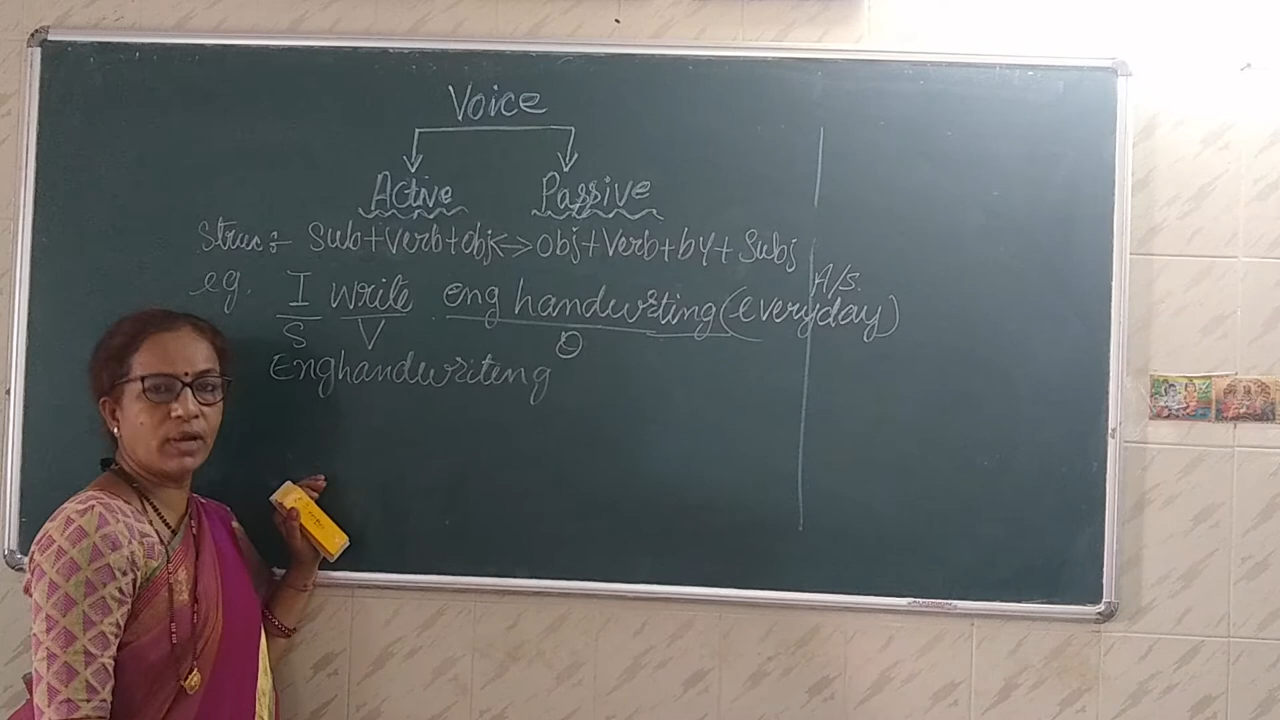 Voice
Active Passive
Struc:- Sub+Verb+Obj<->Obj+Verb+by+Subj
A/S.
eg. I write eng handwriting (everyday)
S V O
Enghandwriteng